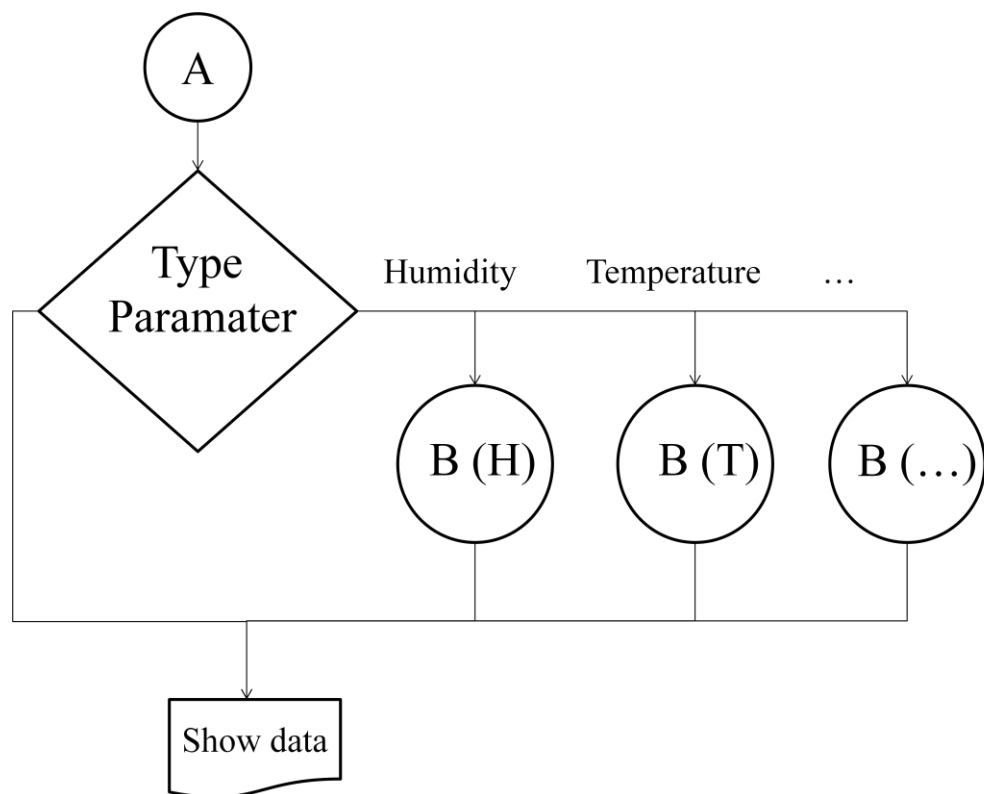 A
Type
Paramater
Humidity
Temperature
...
B (H)
B (T)
B (...)
Show data